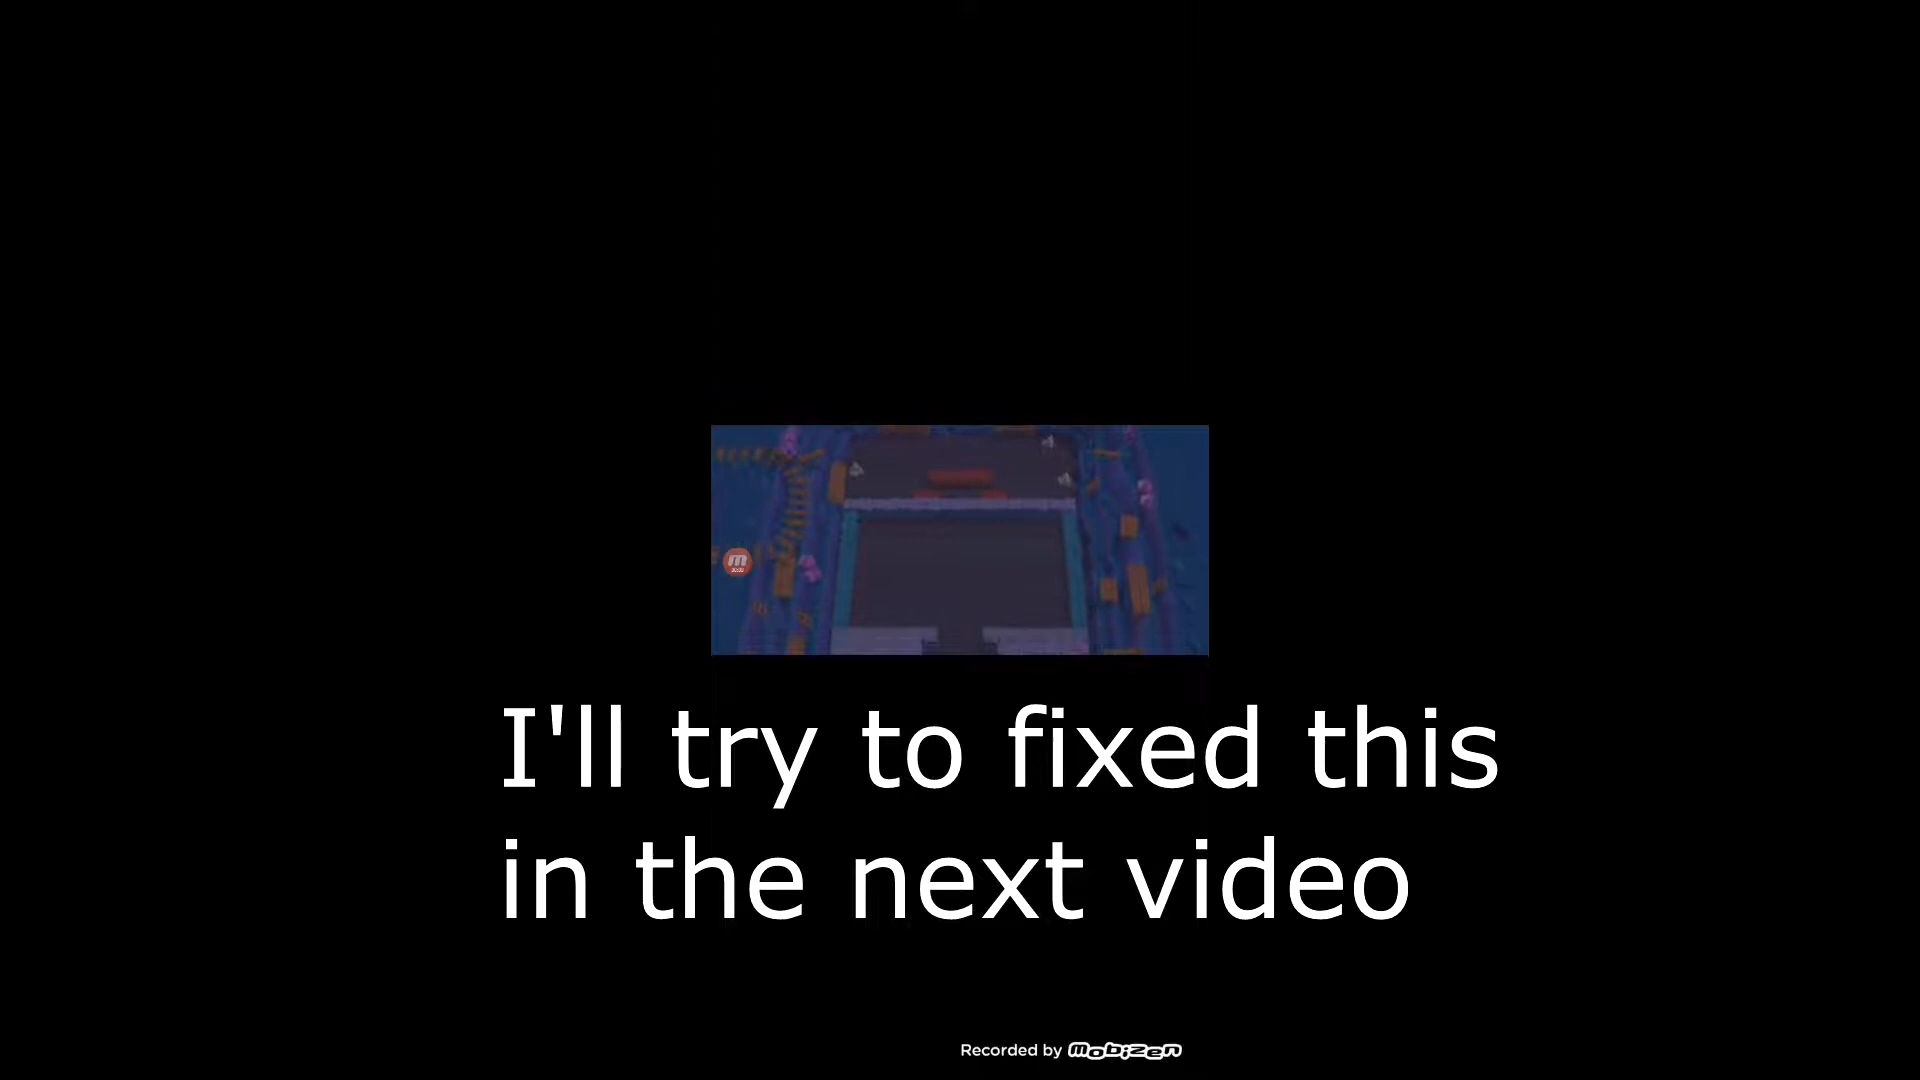 I'll try to fixed this
in the next video
Recorded by mobizen